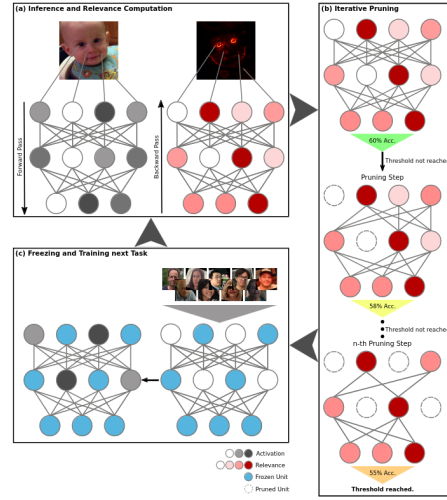 (a) Inference and Relevance Computation
Forward Pass
Backward Pass
(b) Iterative Pruning
60% Acc.
Threshold not reached
Pruning Step
58% Acc.
Threshold not reached
n-th Pruning Step
55% Acc.
Threshold reached.
(c) Freezing and Training next Task
Activation
Relevance
Frozen Unit
Pruned Unit